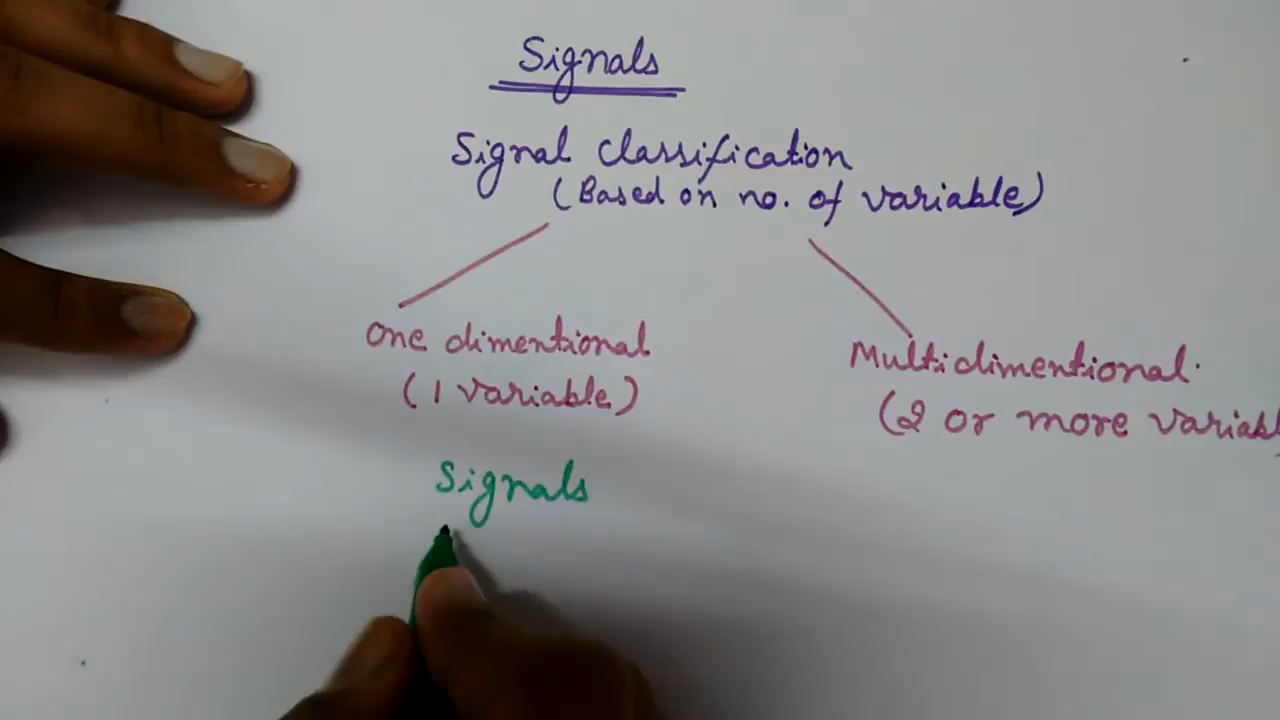 Signals
Signal classification
(Based on no. of variable)
One dimentional
(1 variable)
Multidimentional.
(2 or more variabl
Signals